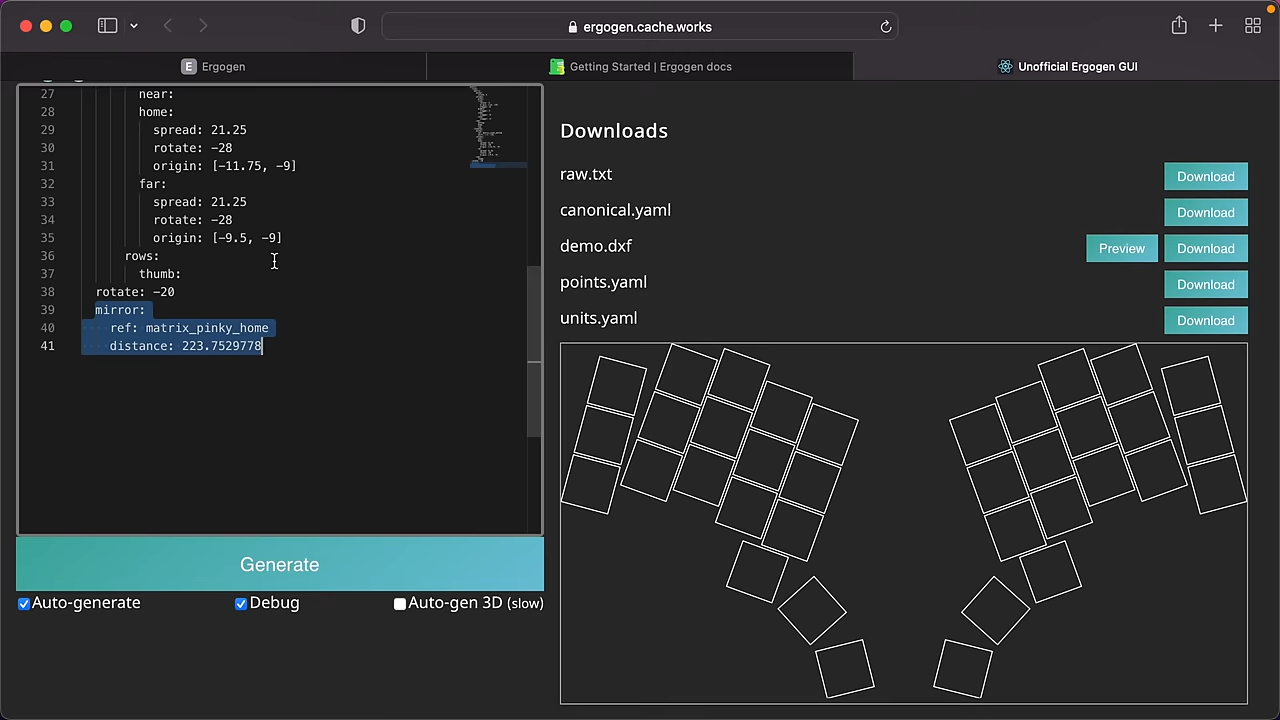 ergogen.cache.works
E Ergogen
Getting Started | Ergogen docs
Unofficial Ergogen GUI
27 near:
28 home:
29 spread: 21.25
30 rotate: -28
31 origin: [-11.75, -9]
32 far:
33 spread: 21.25
34 rotate: -28
35 origin: [-9.5, -9]
36 rows:
37 thumb:
38 rotate: -20
39 mirror:
40 ref: matrix_pinky_home
41 distance: 223.7529778
Generate
Auto-generate
Debug
Auto-gen 3D (slow)
Downloads
raw.txt Download
canonical.yaml Download
demo.dxf Preview Download
points.yaml Download
units.yaml Download